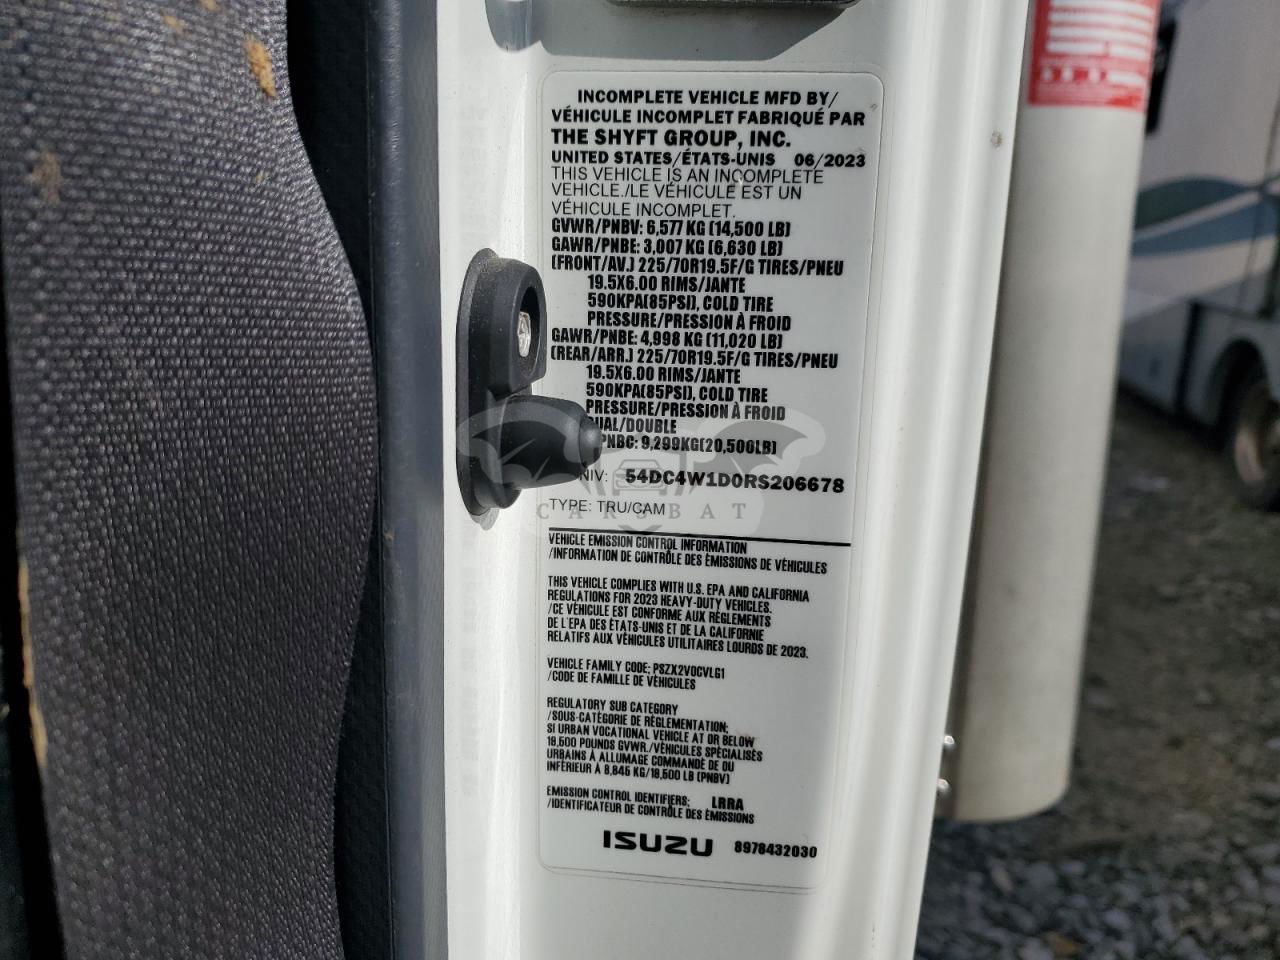 INCOMPLETE VEHICLE MFD BY/
VÉHICULE INCOMPLET FABRIQUÉ PAR
THE SHYFT GROUP, INC.
UNITED STATES/ÉTATS-UNIS 06/2023
THIS VEHICLE IS AN INCOMPLETE
VEHICLE./LE VÉHICULE EST UN
VÉHICULE INCOMPLET.
GVWR/PNBV: 6,577 KG (14,500 LB)
GAWR/PNBE: 3,007 KG (6,630 LB)
(FRONT/AV.) 225/70R19.5F/G TIRES/PNEU
19.5X6.00 RIMS/JANTE
590KPA(85PSI), COLD TIRE
PRESSURE/PRESSION À FROID
GAWR/PNBE: 4,998 KG (11,020 LB)
(REAR/ARR.) 225/70R19.5F/G TIRES/PNEU
19.5X6.00 RIMS/JANTE
590KPA(85PSI), COLD TIRE
PRESSURE/PRESSION À FROID
DUAL/DOUBLE
PNBC: 9,299KG(20,500LB)
NIV: 54DC4W1D0RS206678
TYPE: TRU/CAM
CARSBAT
VEHICLE EMISSION CONTROL INFORMATION
/INFORMATION DE CONTRÔLE DES ÉMISSIONS DE VÉHICULES
THIS VEHICLE COMPLIES WITH U.S. EPA AND CALIFORNIA
REGULATIONS FOR 2023 HEAVY-DUTY VEHICLES.
/CE VÉHICULE EST CONFORME AUX RÈGLEMENTS
DE L'EPA DES ÉTATS-UNIS ET DE LA CALIFORNIE
RELATIFS AUX VÉHICULES UTILITAIRES LOURDS DE 2023.
VEHICLE FAMILY CODE: PSZX2VOCVLG1
/CODE DE FAMILLE DE VÉHICULES
REGULATORY SUB CATEGORY
/SOUS-CATÉGORIE DE RÉGLEMENTATION:
SI URBAN VOCATIONAL VEHICLE AT OR BELOW
19,500 POUNDS GVWR./VÉHICULES SPÉCIALISÉS
URBAINS À ALLUMAGE COMMANDÉ DE OU
INFÉRIEUR À 8,845 KG/19,500 LB (PNBV)
EMISSION CONTROL IDENTIFIERS: LRRA
/IDENTIFICATEUR DE CONTRÔLE DES ÉMISSIONS
ISUZU 8978432030